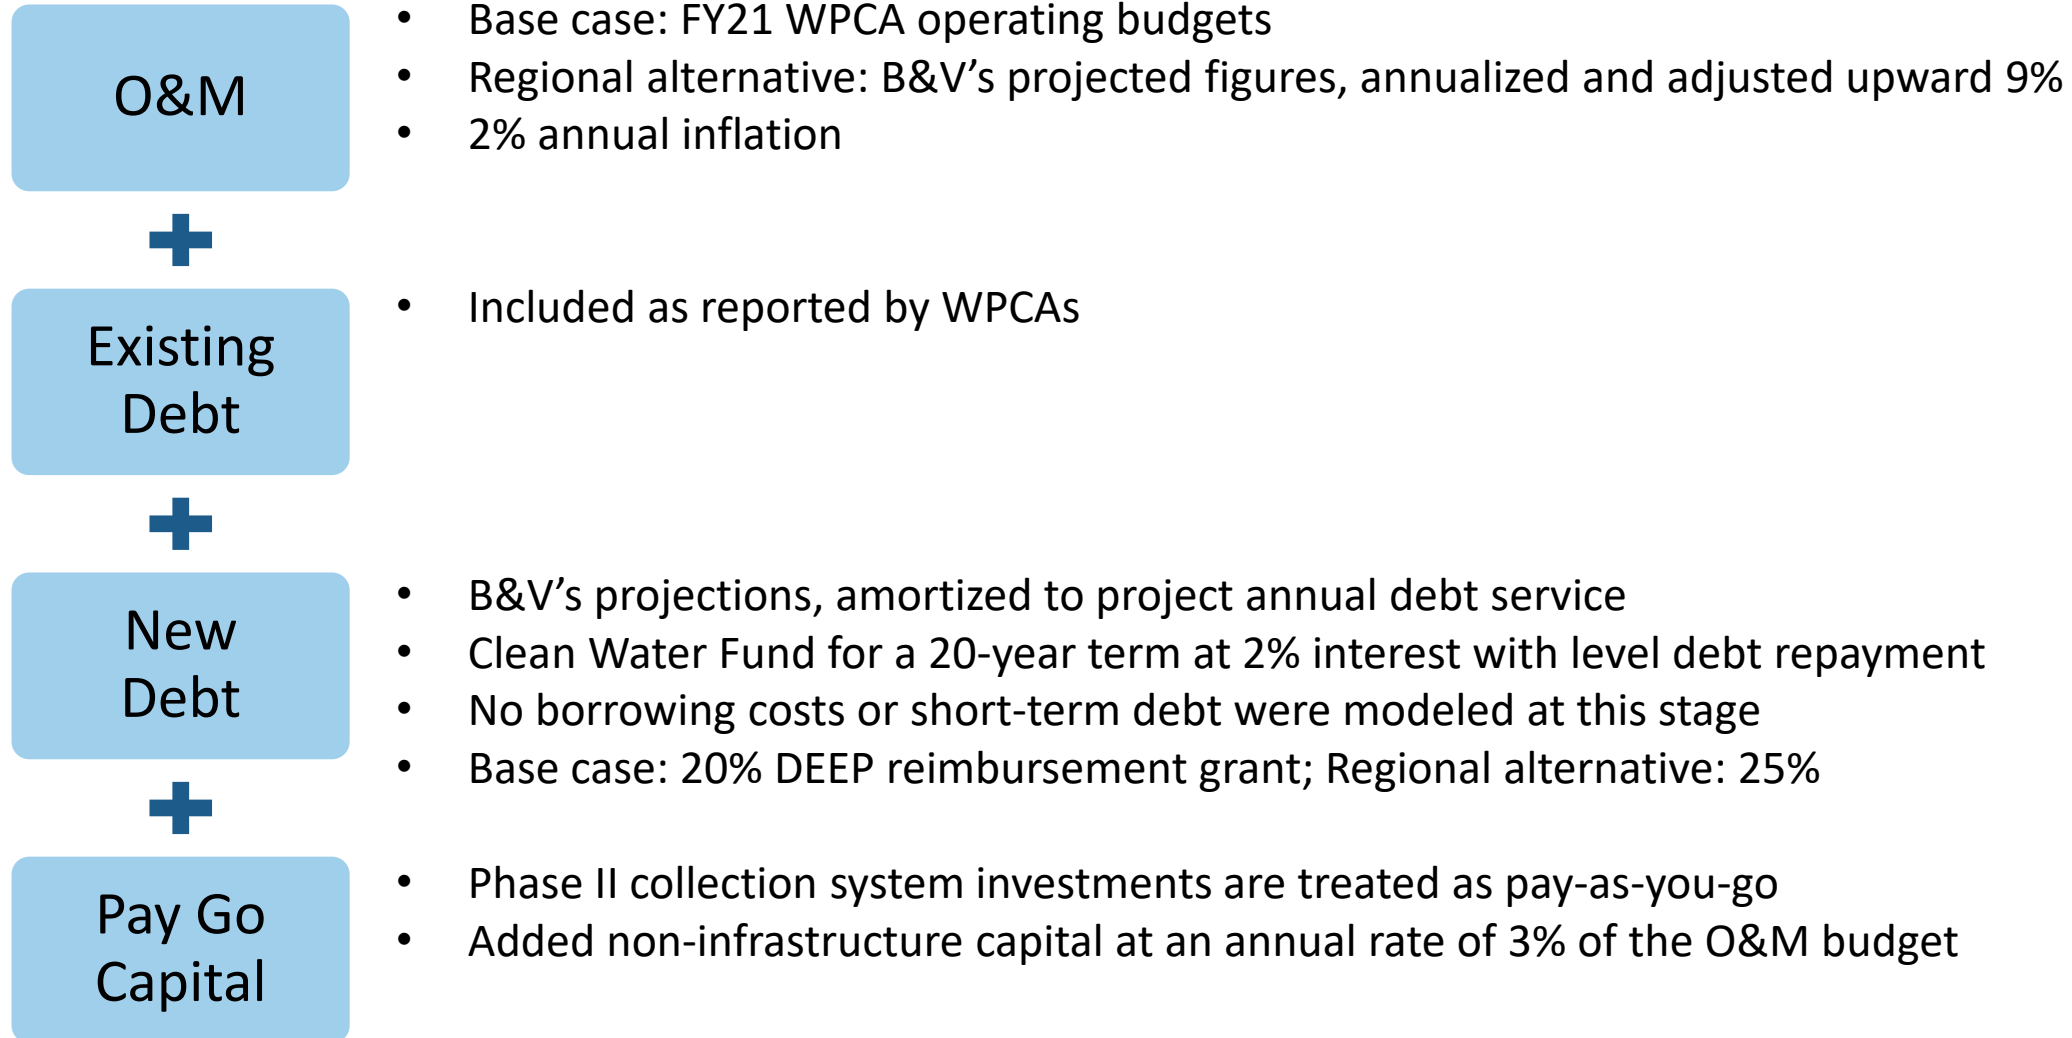 O&M
• Base case: FY21 WPCA operating budgets
• Regional alternative: B&V’s projected figures, annualized and adjusted upward 9%
• 2% annual inflation
Existing
Debt
• Included as reported by WPCAs
New
Debt
• B&V’s projections, amortized to project annual debt service
• Clean Water Fund for a 20-year term at 2% interest with level debt repayment
• No borrowing costs or short-term debt were modeled at this stage
• Base case: 20% DEEP reimbursement grant; Regional alternative: 25%
Pay Go
Capital
• Phase II collection system investments are treated as pay-as-you-go
• Added non-infrastructure capital at an annual rate of 3% of the O&M budget